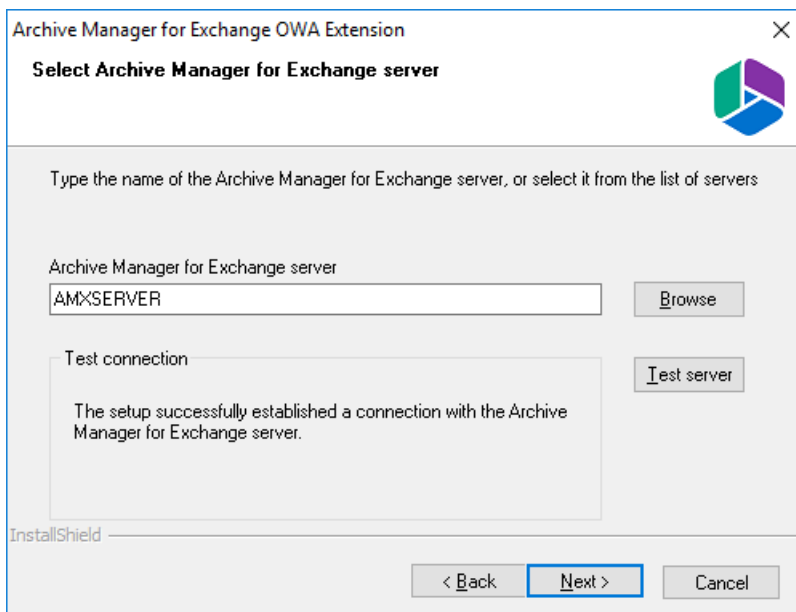 Archive Manager for Exchange OWA Extension
Select Archive Manager for Exchange server
Type the name of the Archive Manager for Exchange server, or select it from the list of servers
Archive Manager for Exchange server
AMXSERVER
Browse
Test connection
Test server
The setup successfully established a connection with the Archive
Manager for Exchange server.
InstallShield
< Back
Next >
Cancel